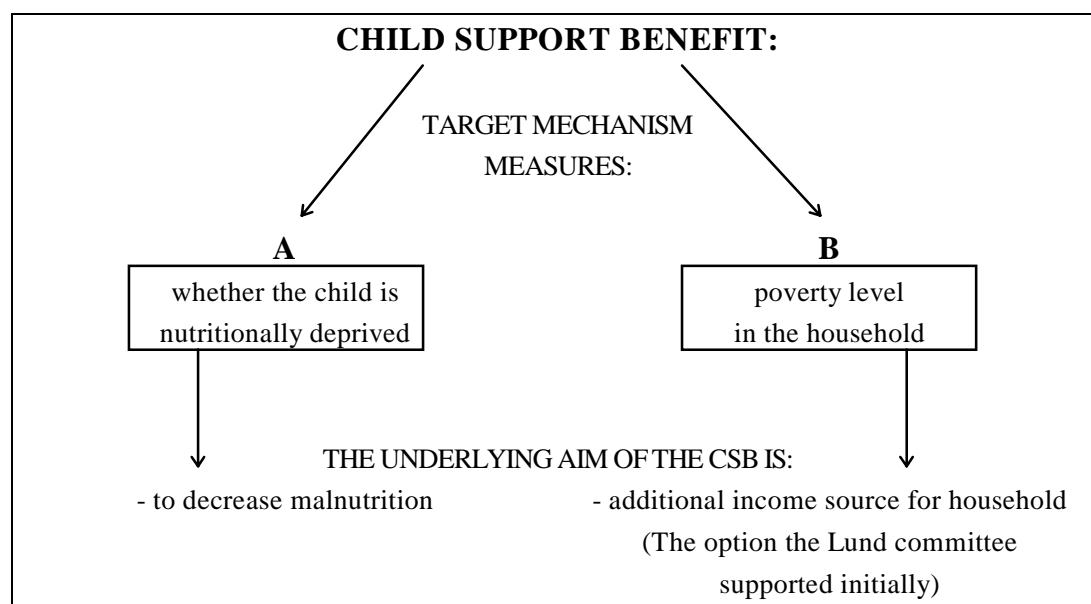 CHILD SUPPORT BENEFIT:
TARGET MECHANISM
MEASURES:
A
whether the child is
nutritionally deprived
B
poverty level
in the household
THE UNDERLYING AIM OF THE CSB IS:
- to decrease malnutrition
- additional income source for household
(The option the Lund committee
supported initially)